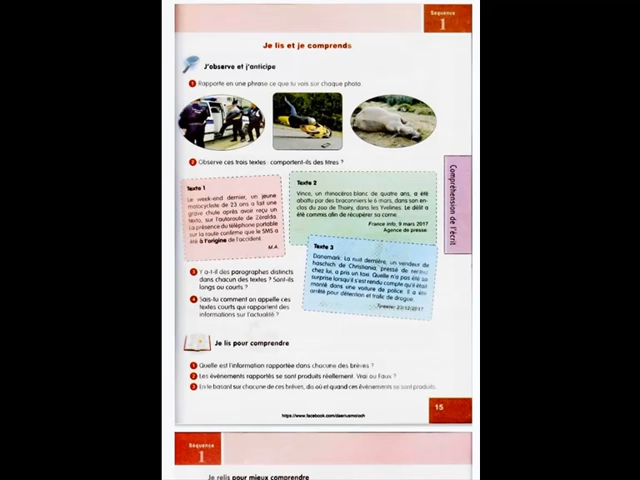 Séquence
1
Je lis et je comprends
J'observe et j'anticipe
1 Rapporte en une phrase ce que tu vois sur chaque photo
2 Observe ces trois textes : comportent-ils des titres ?
Texte 1
Le week-end dernier, un jeune
motocycliste de 23 ans a fait une
grave chute après avoir reçu un
texto, sur l'autoroute de Zéralda.
La présence du téléphone portable
sur la route confirme que le SMS a
été à l'origine de l'accident.
M.A.
Texte 2
Vince, un rhinocéros blanc de quatre ans, a été
abattu par des braconniers le 6 mars, dans son en-
clos du zoo de Thoiry, dans les Yvelines. Le délit a
été commis afin de récupérer sa corne.
France info, 9 mars 2017
Agence de presse
Texte 3
Danemark. La nuit dernière, un vendeur de
haschich de Christiania, pressé de rentrer
chez lui, a pris un taxi. Quelle n'a pas été sa
surprise lorsqu'il s'est rendu compte qu'il était
monté dans une voiture de police. Il a été
arrêté pour détention et trafic de drogue.
23/12/2017
3 Y a-t-il des paragraphes distincts
dans chacun des textes ? Sont-ils
longs ou courts ?
4 Sais-tu comment on appelle ces
textes courts qui rapportent des
informations sur l'actualité ?
Compréhension de l'écrit
Je lis pour comprendre
1 Quelle est l'information rapportée dans chacune des brèves ?
2 Les événements rapportés se sont produits réellement. Vrai ou Faux ?
3 En te basant sur chacune de ces brèves, dis où et quand ces événements se sont produits.
15
Séquence
1
Je relis pour mieux comprendre